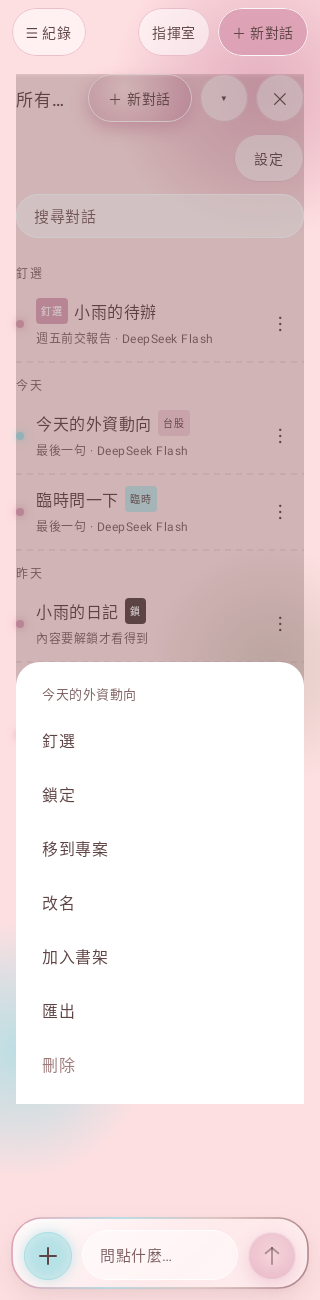 ☰ 紀錄
指揮室
＋ 新對話
所有…
＋ 新對話
▾
設定
搜尋對話
釘選
釘選 小雨的待辦
週五前交報告 · DeepSeek Flash
今天
今天的外資動向 台股
最後一句 · DeepSeek Flash
臨時問一下 臨時
最後一句 · DeepSeek Flash
昨天
小雨的日記 鎖
內容要解鎖才看得到
今天的外資動向
釘選
鎖定
移到專案
改名
加入書架
匯出
刪除
問點什麼…